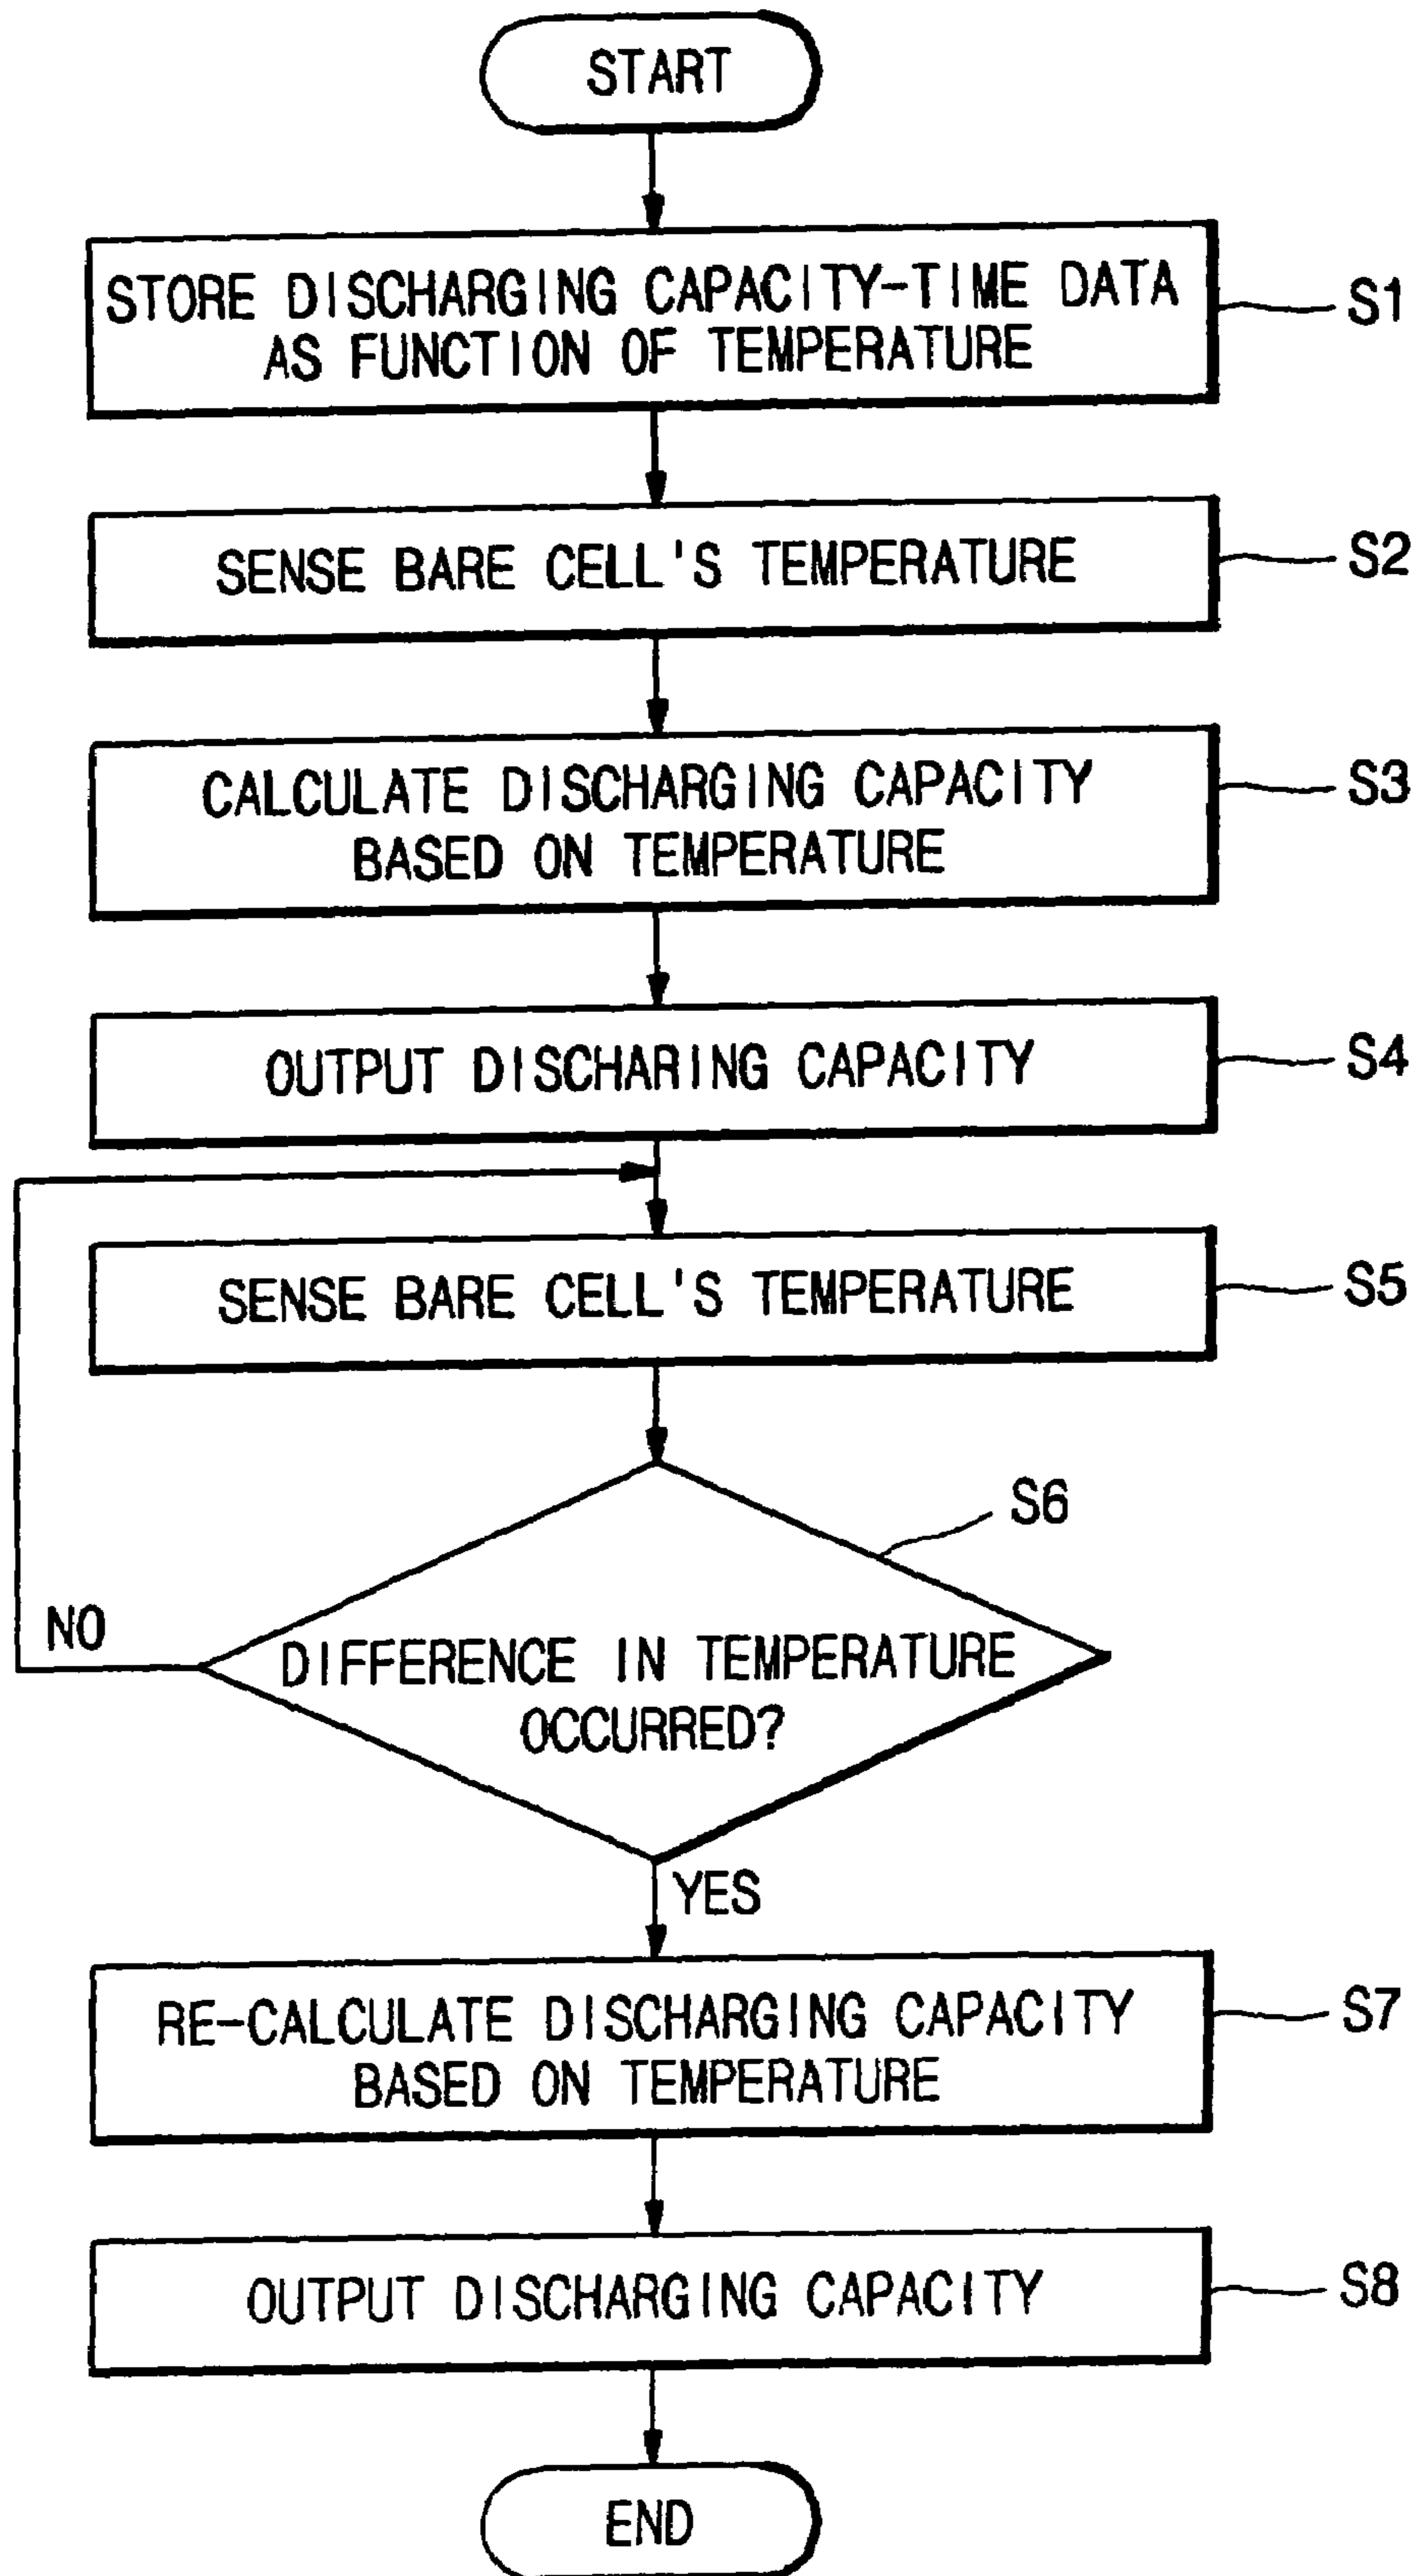 START
STORE DISCHARGING CAPACITY-TIME DATA
AS FUNCTION OF TEMPERATURE
S1
SENSE BARE CELL'S TEMPERATURE
S2
CALCULATE DISCHARGING CAPACITY
BASED ON TEMPERATURE
S3
OUTPUT DISCHARING CAPACITY
S4
SENSE BARE CELL'S TEMPERATURE
S5
S6
NO
DIFFERENCE IN TEMPERATURE
OCCURRED?
YES
RE-CALCULATE DISCHARGING CAPACITY
BASED ON TEMPERATURE
S7
OUTPUT DISCHARGING CAPACITY
S8
END